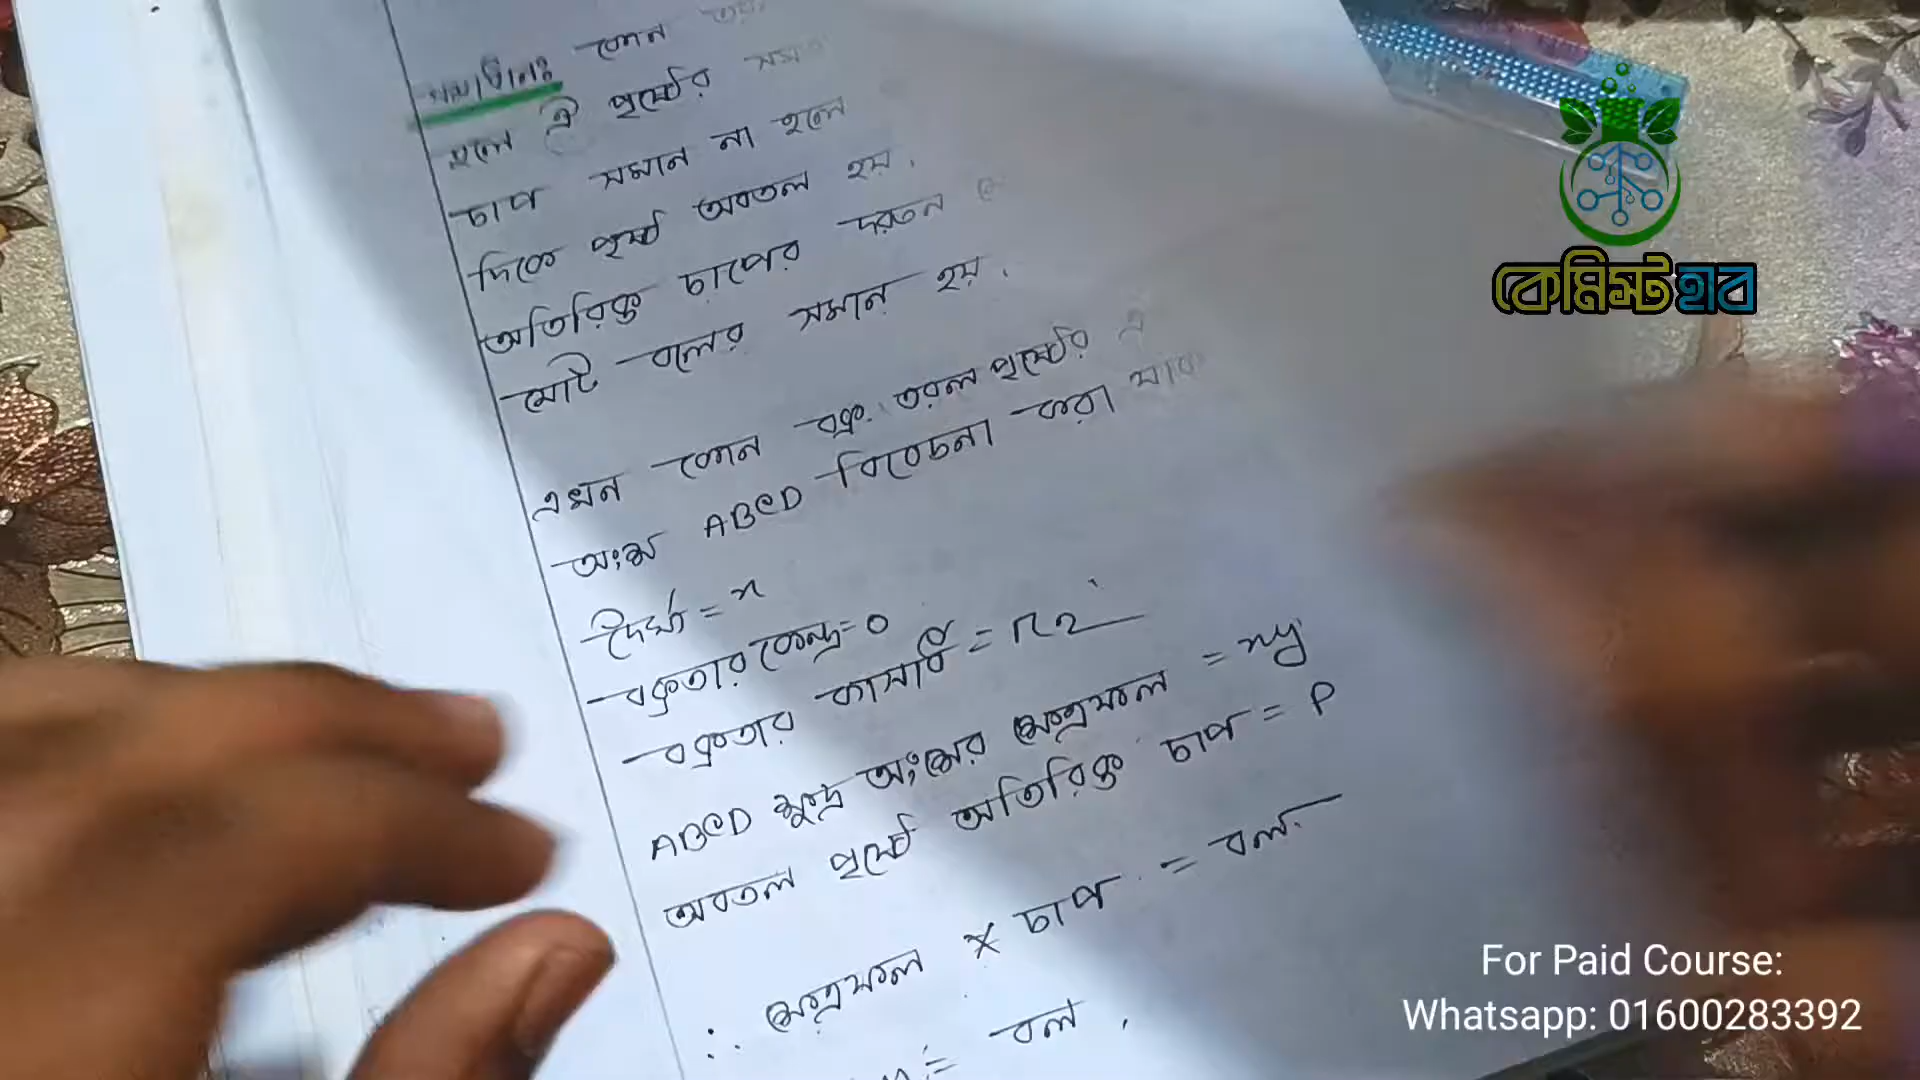 সমাধানঃ কোন
হলে ঐ পৃষ্ঠের
চাপ সমান না হলে
দিকে পৃষ্ঠ অবতল হয়.
অতিরিক্ত চাপের দরুন
মোট বলের সমান হয়.
এখন কোন বক্র তরল পৃষ্ঠের
অংশ ABCD বিবেচনা করা যাক
দৈর্ঘ্য = x
বক্রতার কেন্দ্র = O
বক্রতার ব্যাসার্ধ = r2
ABCD ক্ষুদ্র অংশের ক্ষেত্রফল = xy
অবতল পৃষ্ঠে অতিরিক্ত চাপ = P
∴ ক্ষেত্রফল × চাপ = বল
= বল.
কেমিস্ট হাব
For Paid Course:
Whatsapp: 01600283392